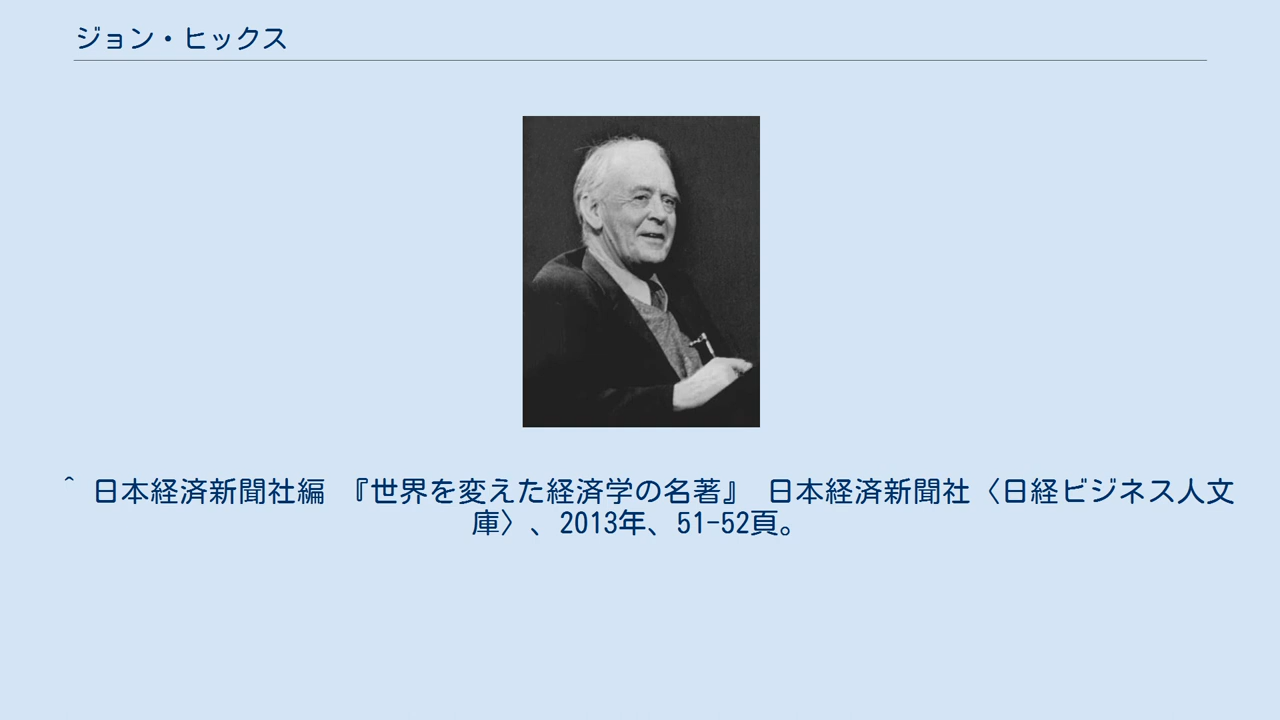 ジョン・ヒックス
^ 日本経済新聞社編 『世界を変えた経済学の名著』 日本経済新聞社〈日経ビジネス人文
庫〉、2013年、51-52頁。